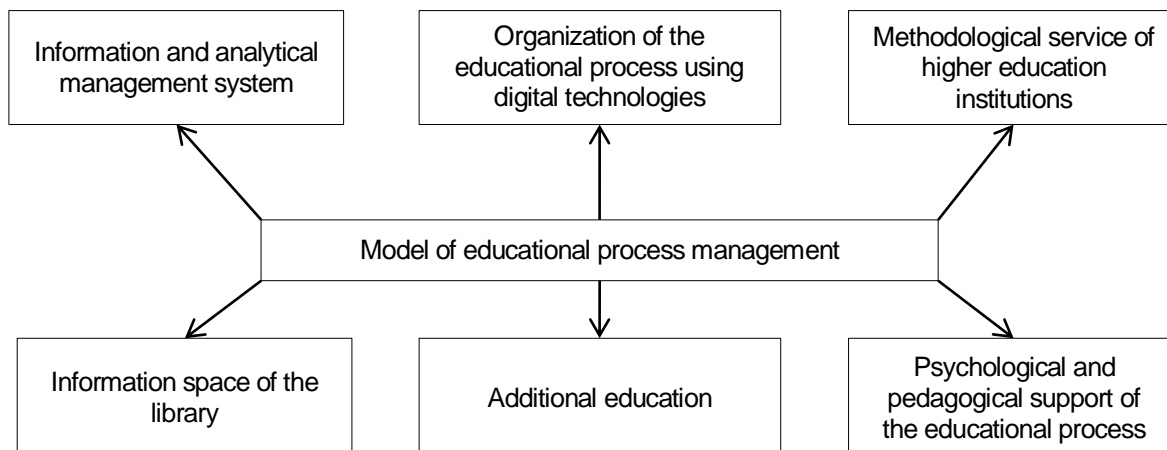 Information and analytical
management system
Organization of the
educational process using
digital technologies
Methodological service of
higher education
institutions
Model of educational process management
Information space of the
library
Additional education
Psychological and
pedagogical support of
the educational process